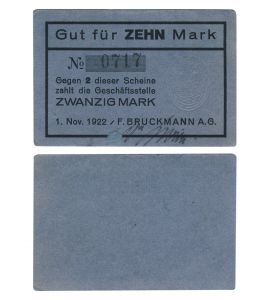 Gut für ZEHN Mark
№ 0717
Gegen 2 dieser Scheine
zahlt die Geschäftsstelle
ZWANZIG MARK
1. Nov. 1922 / F. BRUCKMANN A.G.